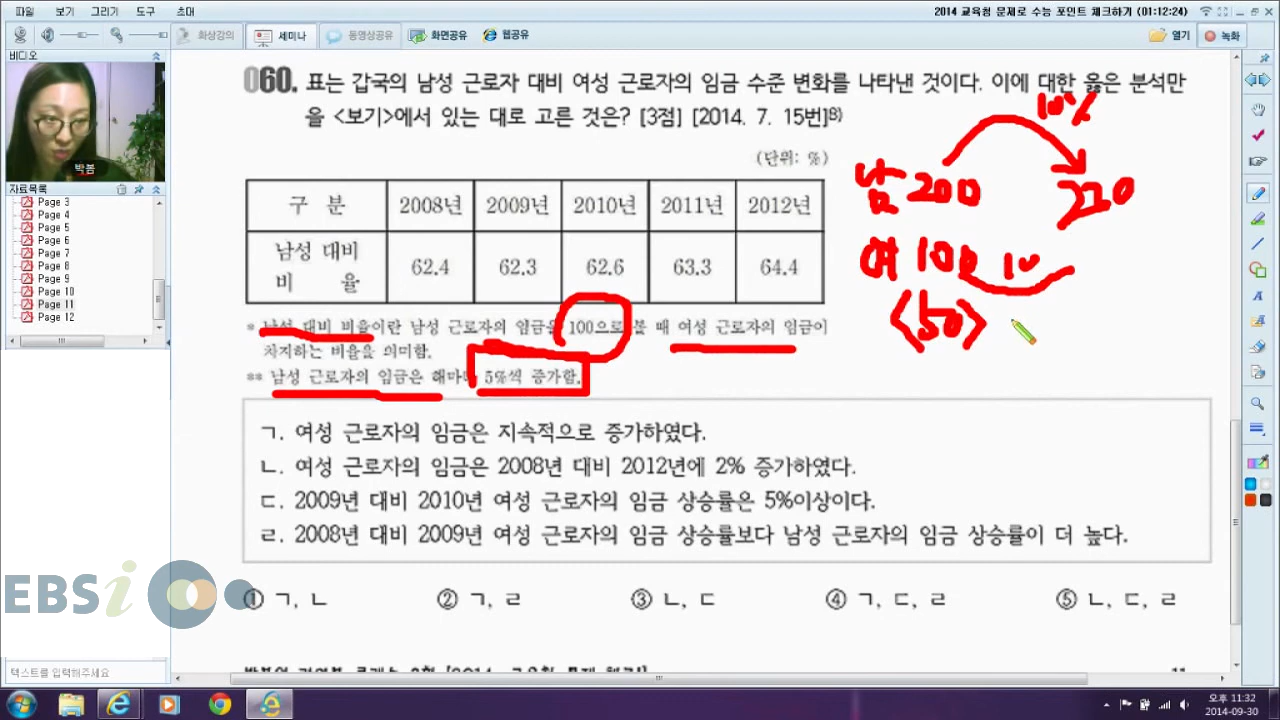 파일 보기 그리기 도구 초대
2014 교육청 문제로 수능 포인트 체크하기 (01:12:24)
화상강의 세미나 동영상공유 화면공유 웹공유 열기 녹화
비디오
박봄
자료목록
Page 3
Page 4
Page 5
Page 6
Page 7
Page 8
Page 9
Page 10
Page 11
Page 12
텍스트를 입력해주세요
060. 표는 갑국의 남성 근로자 대비 여성 근로자의 임금 수준 변화를 나타낸 것이다. 이에 대한 옳은 분석만
을 <보기>에서 있는 대로 고른 것은? [3점] [2014. 7. 15번]8)
(단위: %)
구 분 2008년 2009년 2010년 2011년 2012년
남성 대비
비 율 62.4 62.3 62.6 63.3 64.4
* 남성 대비 비율이란 남성 근로자의 임금을 100으로 볼 때 여성 근로자의 임금이
차지하는 비율을 의미함.
** 남성 근로자의 임금은 해마다 5%씩 증가함.
10%
남 200 220
여 100 10
<50>
ㄱ. 여성 근로자의 임금은 지속적으로 증가하였다.
ㄴ. 여성 근로자의 임금은 2008년 대비 2012년에 2% 증가하였다.
ㄷ. 2009년 대비 2010년 여성 근로자의 임금 상승률은 5%이상이다.
ㄹ. 2008년 대비 2009년 여성 근로자의 임금 상승률보다 남성 근로자의 임금 상승률이 더 높다.
① ㄱ, ㄴ ② ㄱ, ㄹ ③ ㄴ, ㄷ ④ ㄱ, ㄷ, ㄹ ⑤ ㄴ, ㄷ, ㄹ
EBSi
오후 11:32
2014-09-30